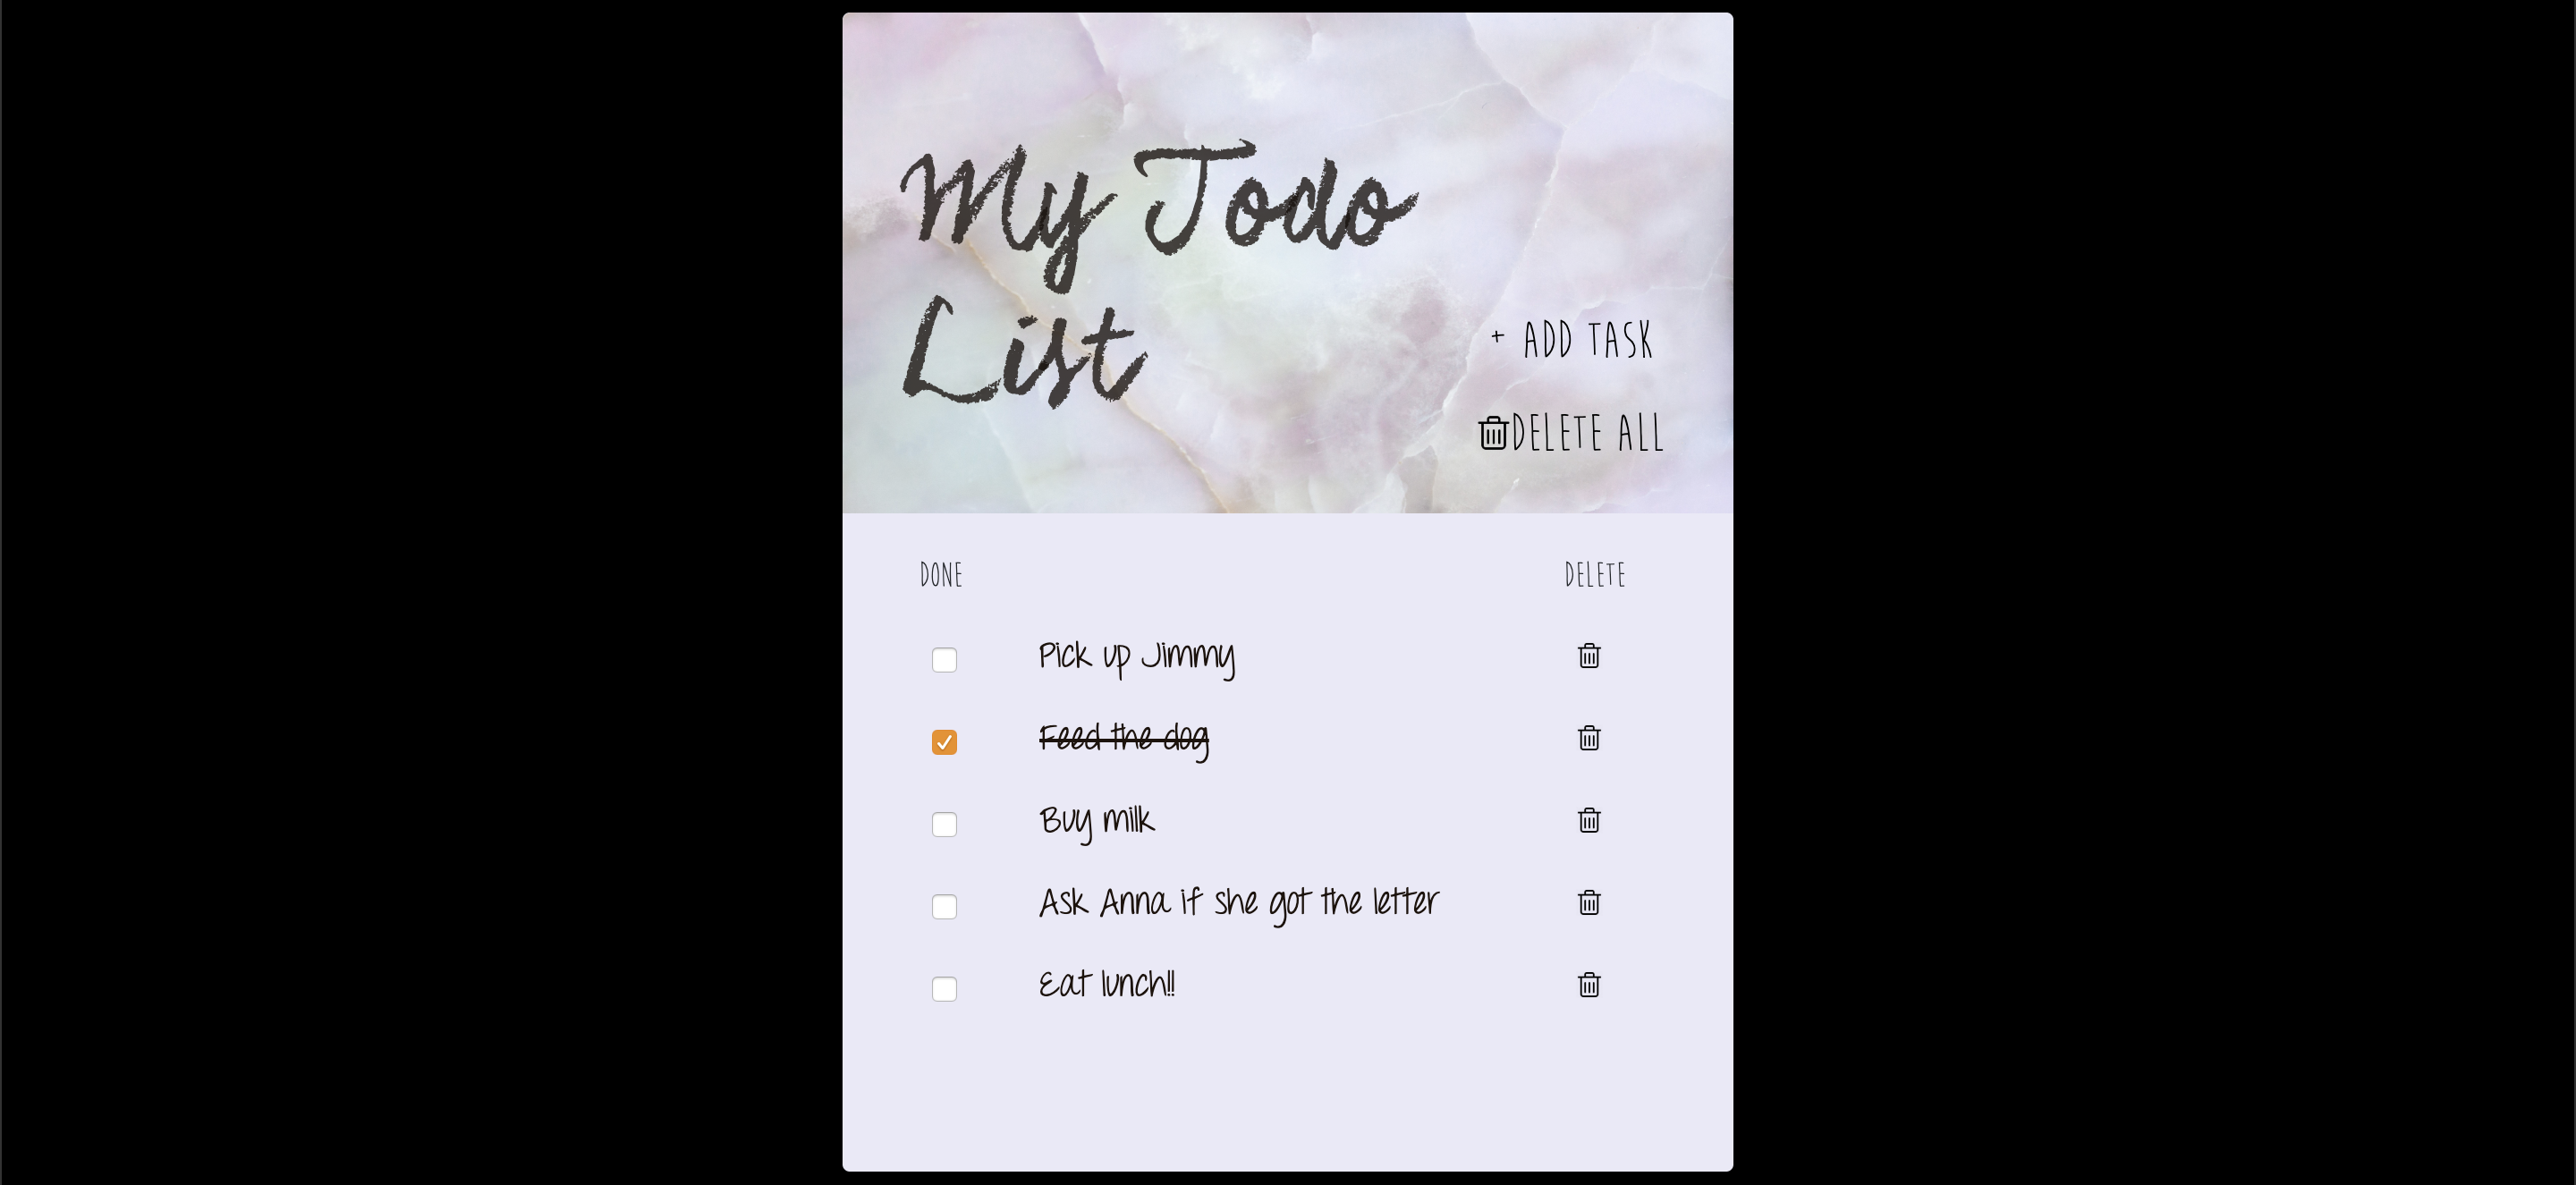 My Todo
List
+ ADD TASK
DELETE ALL
DONE
DELETE
Pick up Jimmy
Feed the dog
Buy milk
Ask Anna if she got the letter
Eat lunch!!